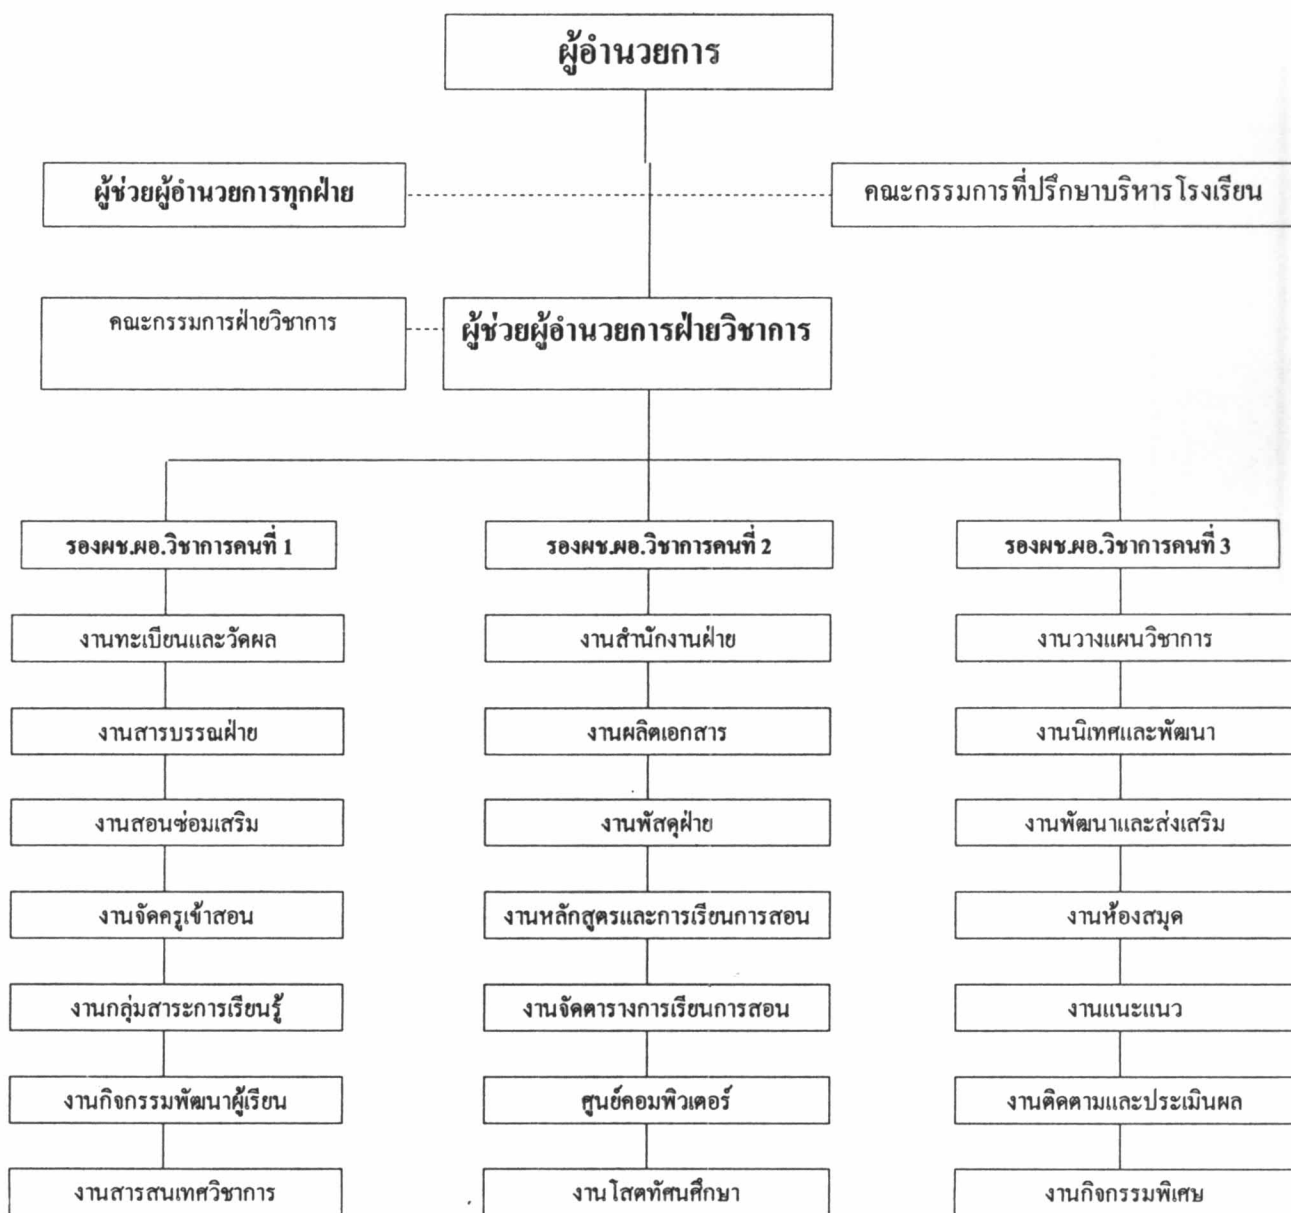 ผู้อำนวยการ
ผู้ช่วยผู้อำนวยการทุกฝ่าย
คณะกรรมการที่ปรึกษาบริหารโรงเรียน
คณะกรรมการฝ่ายวิชาการ
ผู้ช่วยผู้อำนวยการฝ่ายวิชาการ
รองผช.ผอ.วิชาการคนที่ 1
งานทะเบียนและวัดผล
งานสารบรรณฝ่าย
งานสอนซ่อมเสริม
งานจัดครูเข้าสอน
งานกลุ่มสาระการเรียนรู้
งานกิจกรรมพัฒนาผู้เรียน
งานสารสนเทศวิชาการ
รองผช.ผอ.วิชาการคนที่ 2
งานสำนักงานฝ่าย
งานผลิตเอกสาร
งานพัสดุฝ่าย
งานหลักสูตรและการเรียนการสอน
งานจัดตารางการเรียนการสอน
ศูนย์คอมพิวเตอร์
งานโสตทัศนศึกษา
รองผช.ผอ.วิชาการคนที่ 3
งานวางแผนวิชาการ
งานนิเทศและพัฒนา
งานพัฒนาและส่งเสริม
งานห้องสมุด
งานแนะแนว
งานติดตามและประเมินผล
งานกิจกรรมพิเศษ